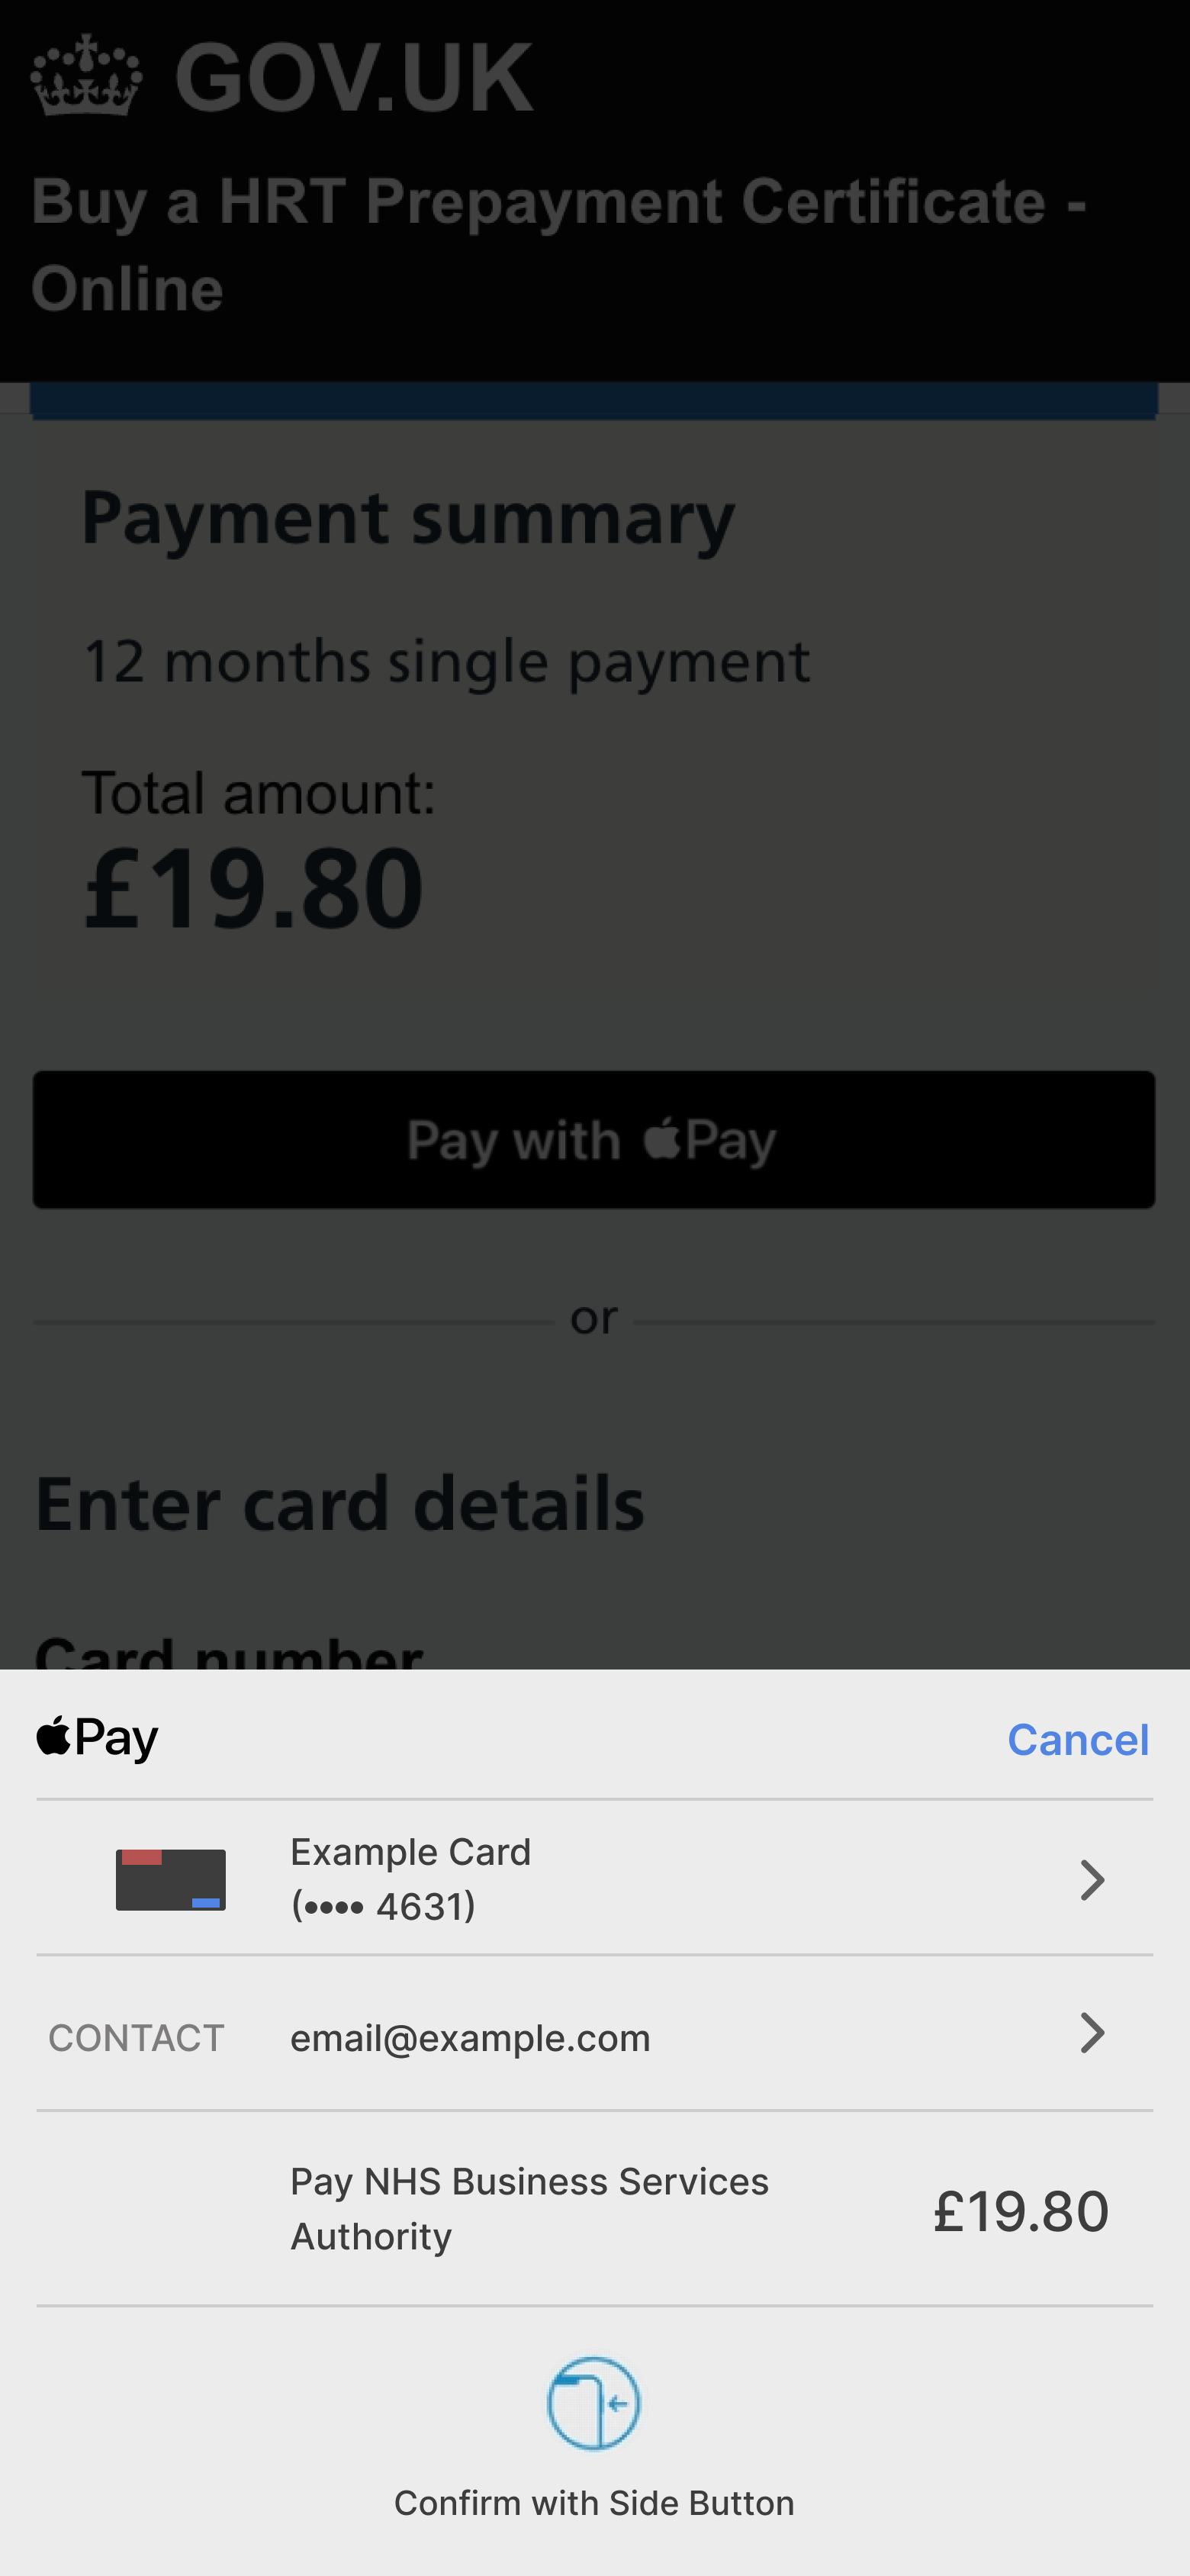 GOV.UK
Buy a HRT Prepayment Certificate -
Online
Payment summary
12 months single payment
Total amount:
£19.80
Pay with Pay
or
Enter card details
Card number
Pay
Cancel
Example Card
(•••• 4631)
CONTACT
email@example.com
Pay NHS Business Services
Authority
£19.80
Confirm with Side Button